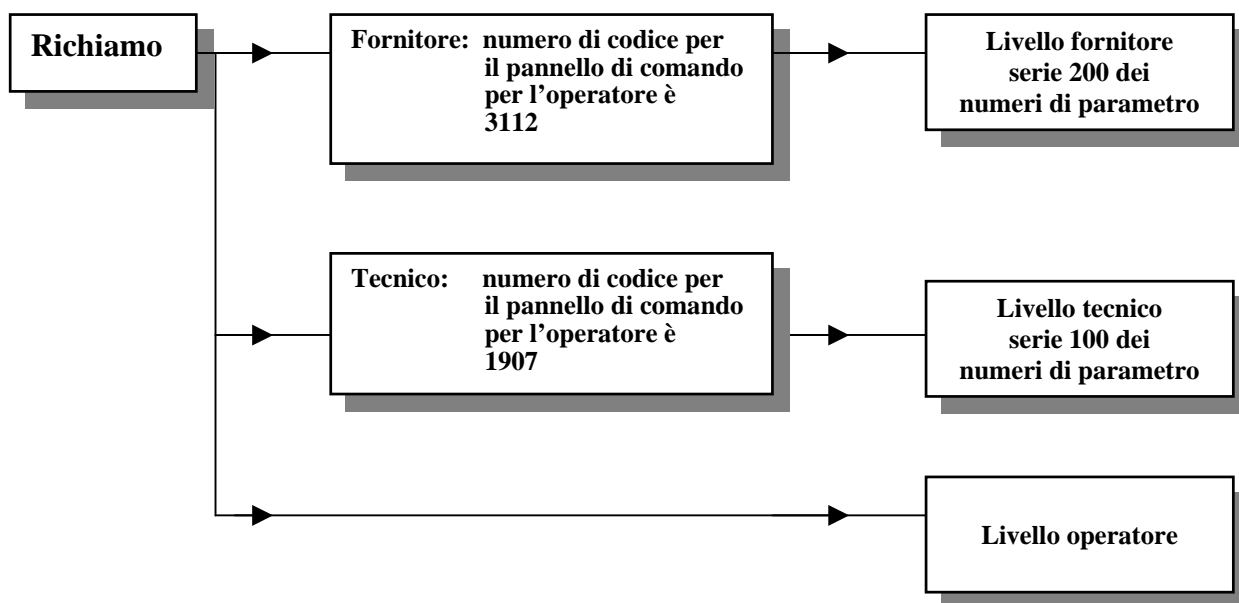 Richiamo
Fornitore: numero di codice per
il pannello di comando
per l’operatore è
3112
Livello fornitore
serie 200 dei
numeri di parametro
Tecnico: numero di codice per
il pannello di comando
per l’operatore è
1907
Livello tecnico
serie 100 dei
numeri di parametro
Livello operatore